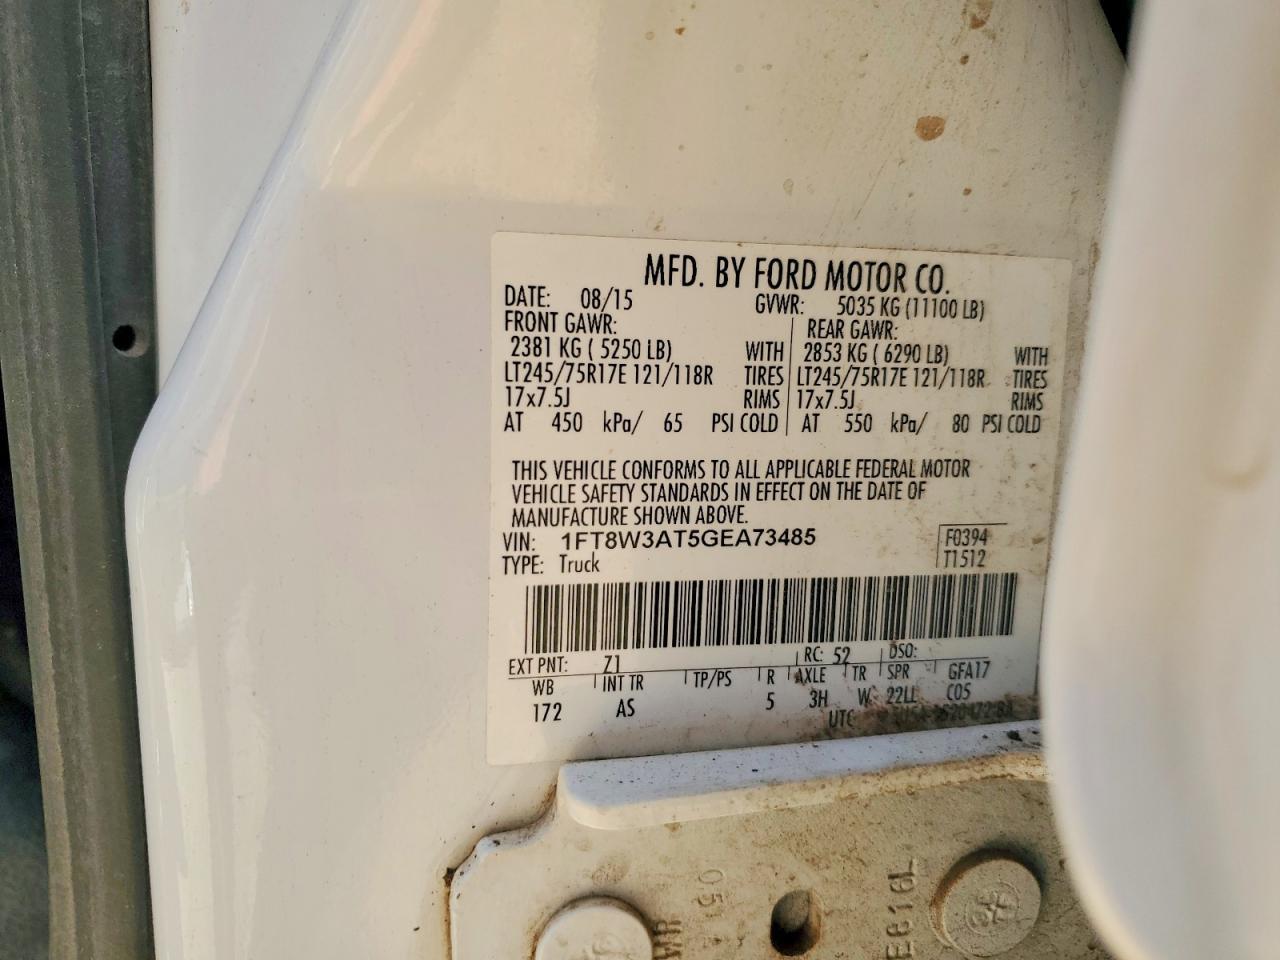 MFD. BY FORD MOTOR CO.
DATE: 08/15 GVWR: 5035 KG (11100 LB)
FRONT GAWR: REAR GAWR:
2381 KG ( 5250 LB) WITH 2853 KG ( 6290 LB) WITH
LT245/75R17E 121/118R TIRES LT245/75R17E 121/118R TIRES
17x7.5J RIMS 17x7.5J RIMS
AT 450 kPa/ 65 PSI COLD AT 550 kPa/ 80 PSI COLD
THIS VEHICLE CONFORMS TO ALL APPLICABLE FEDERAL MOTOR
VEHICLE SAFETY STANDARDS IN EFFECT ON THE DATE OF
MANUFACTURE SHOWN ABOVE.
VIN: 1FT8W3AT5GEA73485 F0394
TYPE: Truck T1512
EXT PNT: Z1 RC: 52 DSO:
WB INT TR TP/PS R AXLE TR SPR GFA17
172 AS 5 3H W 22LL C05
UTC
E616L